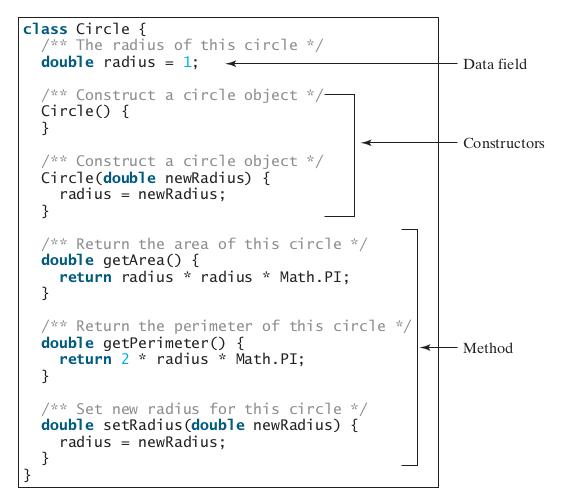 class Circle {
/** The radius of this circle */
double radius = 1;
Data field
/** Construct a circle object */
Circle() {
}
Constructors
/** Construct a circle object */
Circle(double newRadius) {
radius = newRadius;
}
/** Return the area of this circle */
double getArea() {
return radius * radius * Math.PI;
}
/** Return the perimeter of this circle */
double getPerimeter() {
return 2 * radius * Math.PI;
}
Method
/** Set new radius for this circle */
double setRadius(double newRadius) {
radius = newRadius;
}
}